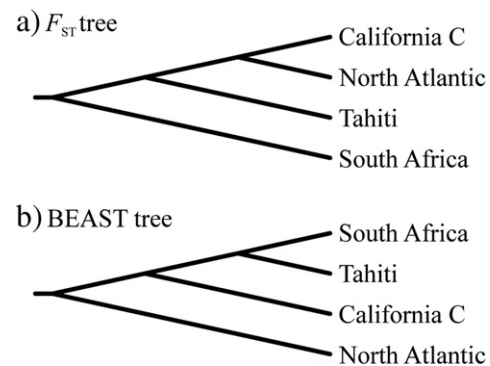 a) FST tree
California C
North Atlantic
Tahiti
South Africa
b) BEAST tree
South Africa
Tahiti
California C
North Atlantic